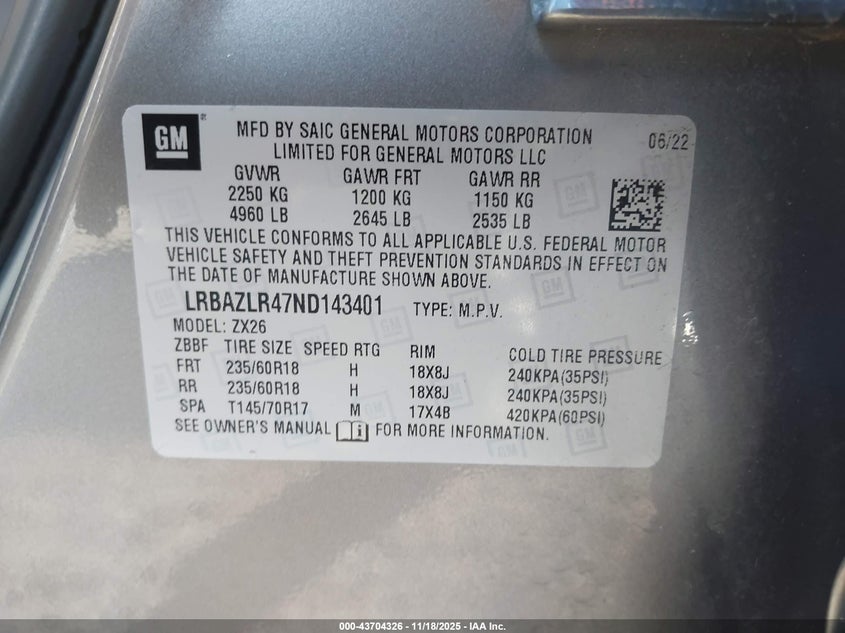 GM
MFD BY SAIC GENERAL MOTORS CORPORATION
LIMITED FOR GENERAL MOTORS LLC
06/22
GVWR GAWR FRT GAWR RR
2250 KG 1200 KG 1150 KG
4960 LB 2645 LB 2535 LB
THIS VEHICLE CONFORMS TO ALL APPLICABLE U.S. FEDERAL MOTOR
VEHICLE SAFETY AND THEFT PREVENTION STANDARDS IN EFFECT ON
THE DATE OF MANUFACTURE SHOWN ABOVE.
LRBAZLR47ND143401 TYPE: M.P.V.
MODEL: ZX26
ZBBF TIRE SIZE SPEED RTG RIM COLD TIRE PRESSURE
FRT 235/60R18 H 18X8J 240KPA(35PSI)
RR 235/60R18 H 18X8J 240KPA(35PSI)
SPA T145/70R17 M 17X4B 420KPA(60PSI)
SEE OWNER'S MANUAL FOR MORE INFORMATION.
000-43704326 - 11/18/2025 - IAA Inc.